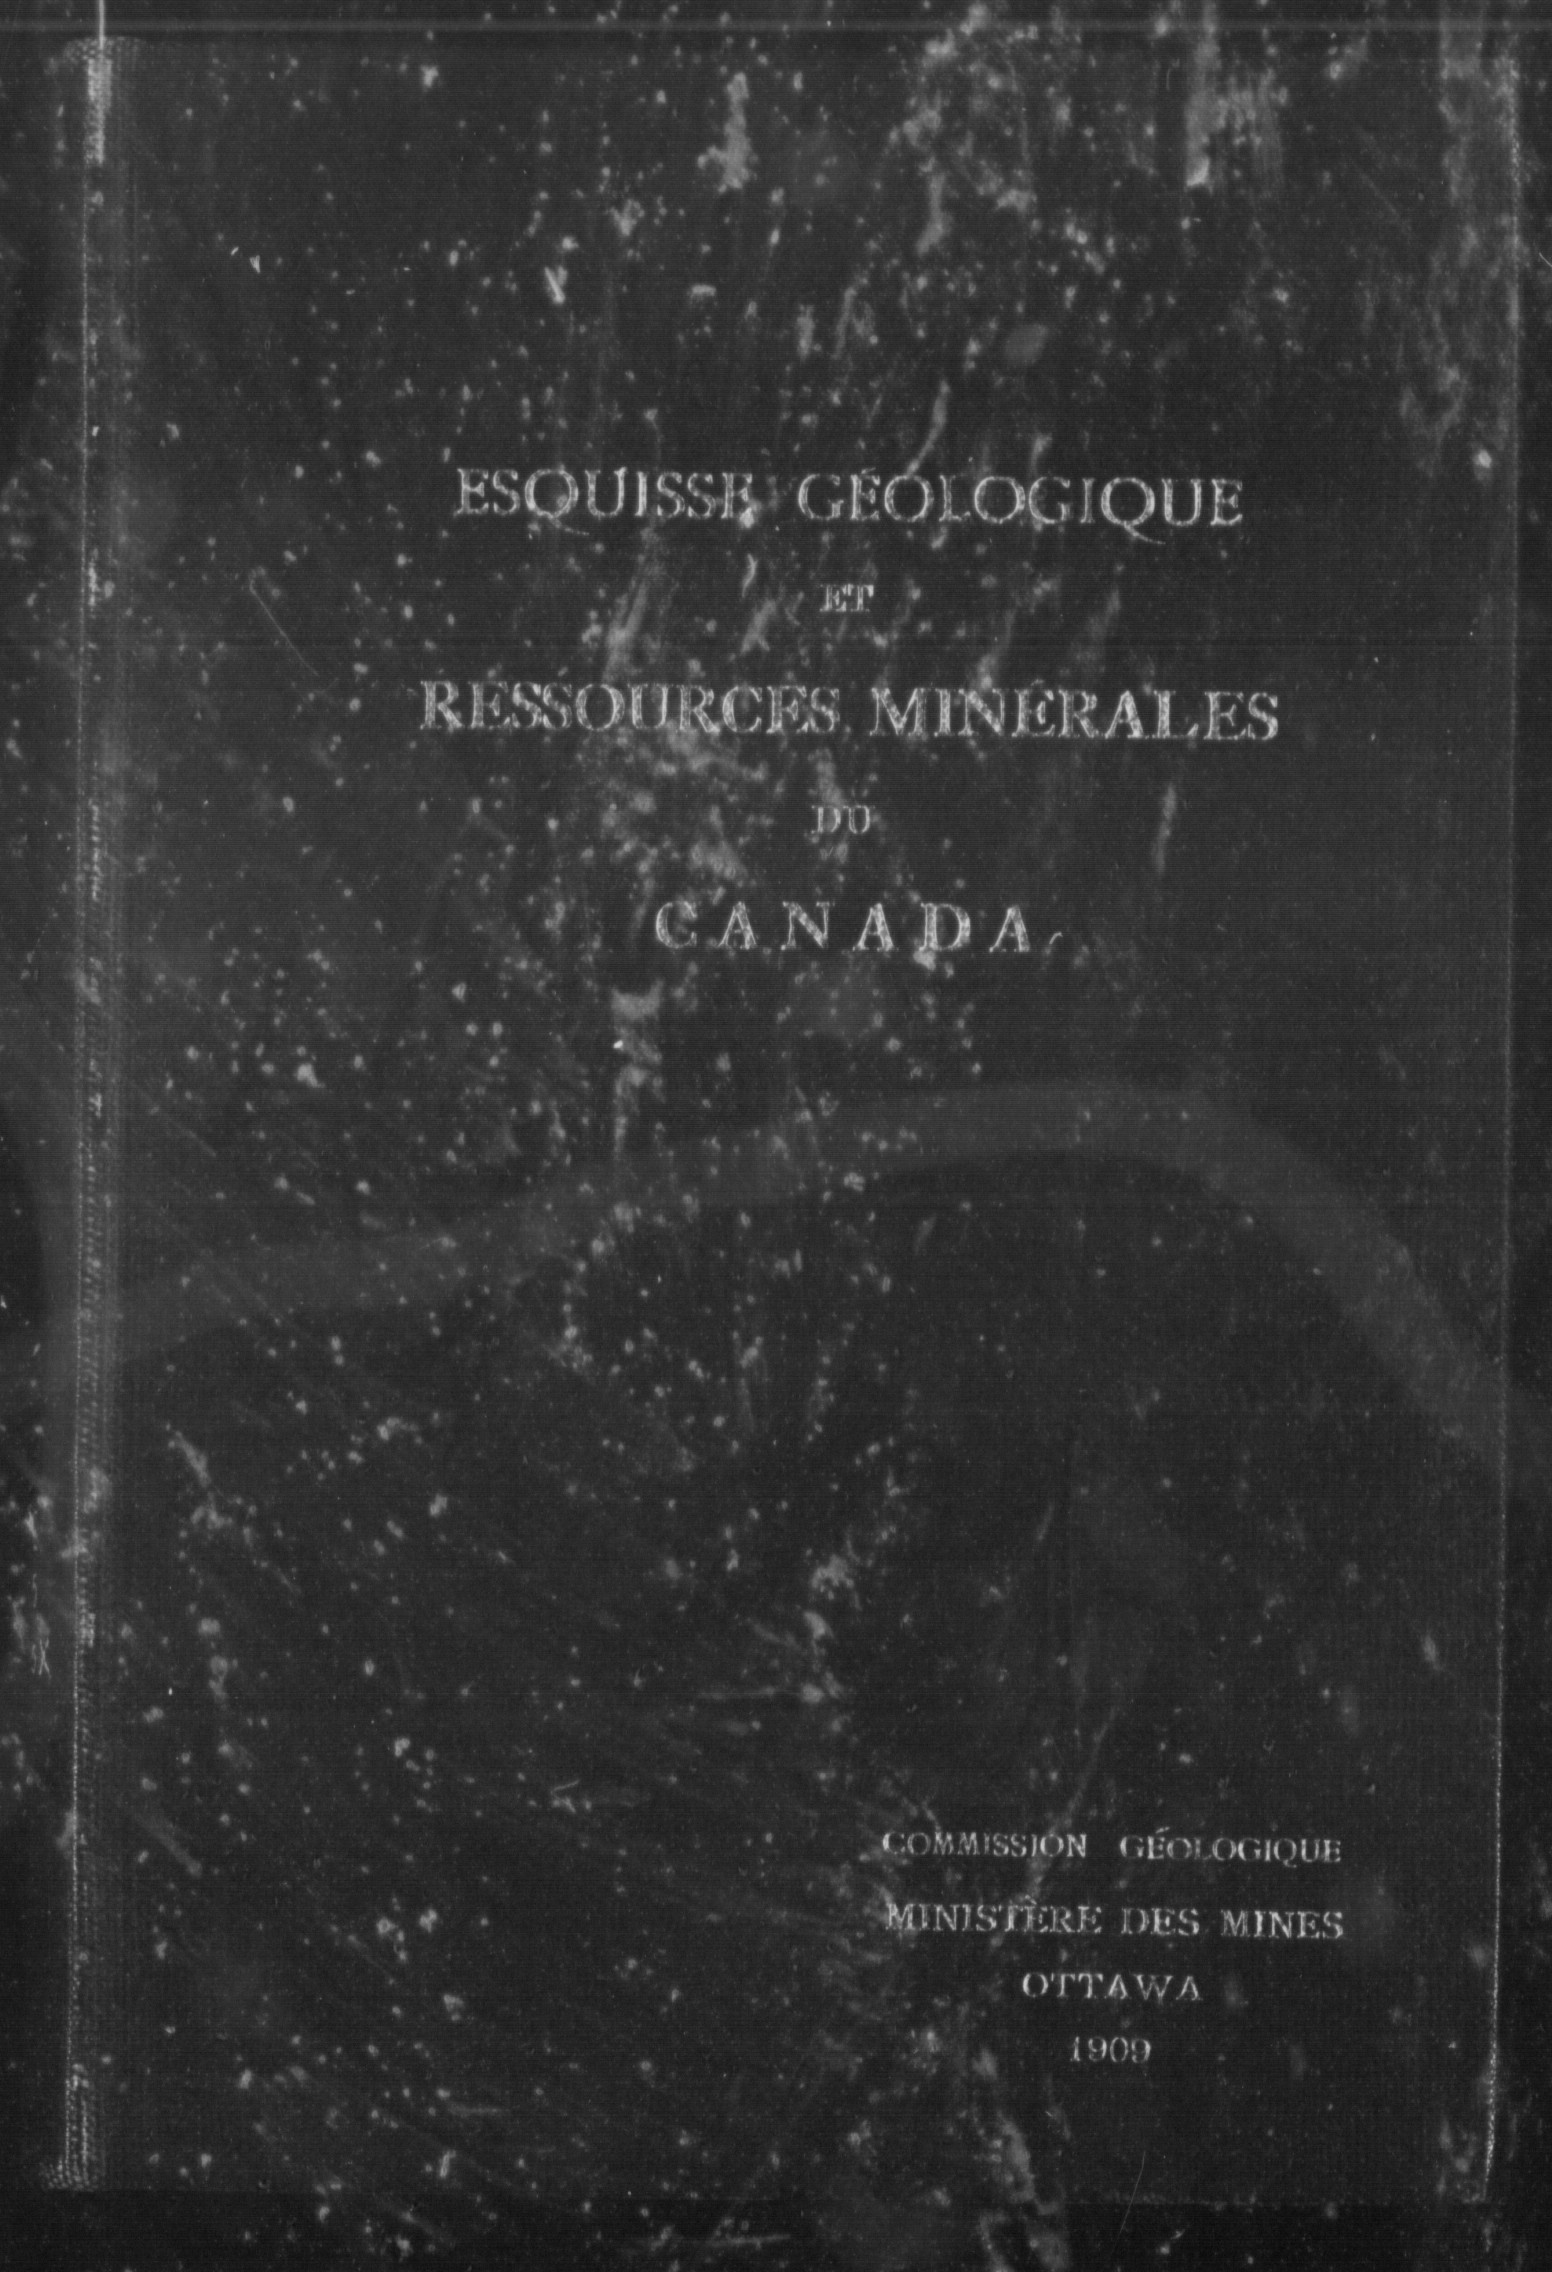 ESQUISSE GÉOLOGIQUE
ET
RESSOURCES MINÉRALES
DU
CANADA
COMMISSION GÉOLOGIQUE
MINISTÈRE DES MINES
OTTAWA
1909